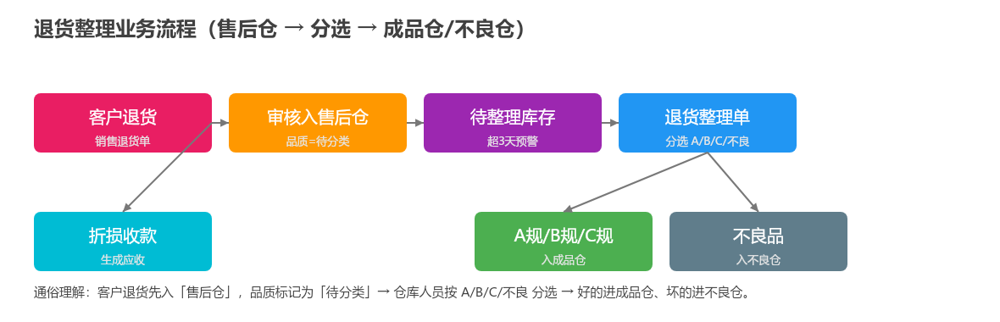 退货整理业务流程（售后仓 → 分选 → 成品仓/不良仓）
客户退货
销售退货单
审核入售后仓
品质=待分类
待整理库存
超3天预警
退货整理单
分选 A/B/C/不良
折损收款
生成应收
A规/B规/C规
入成品仓
不良品
入不良仓
通俗理解：客户退货先入「售后仓」，品质标记为「待分类」→ 仓库人员按 A/B/C/不良 分选 → 好的进成品仓、坏的进不良仓。